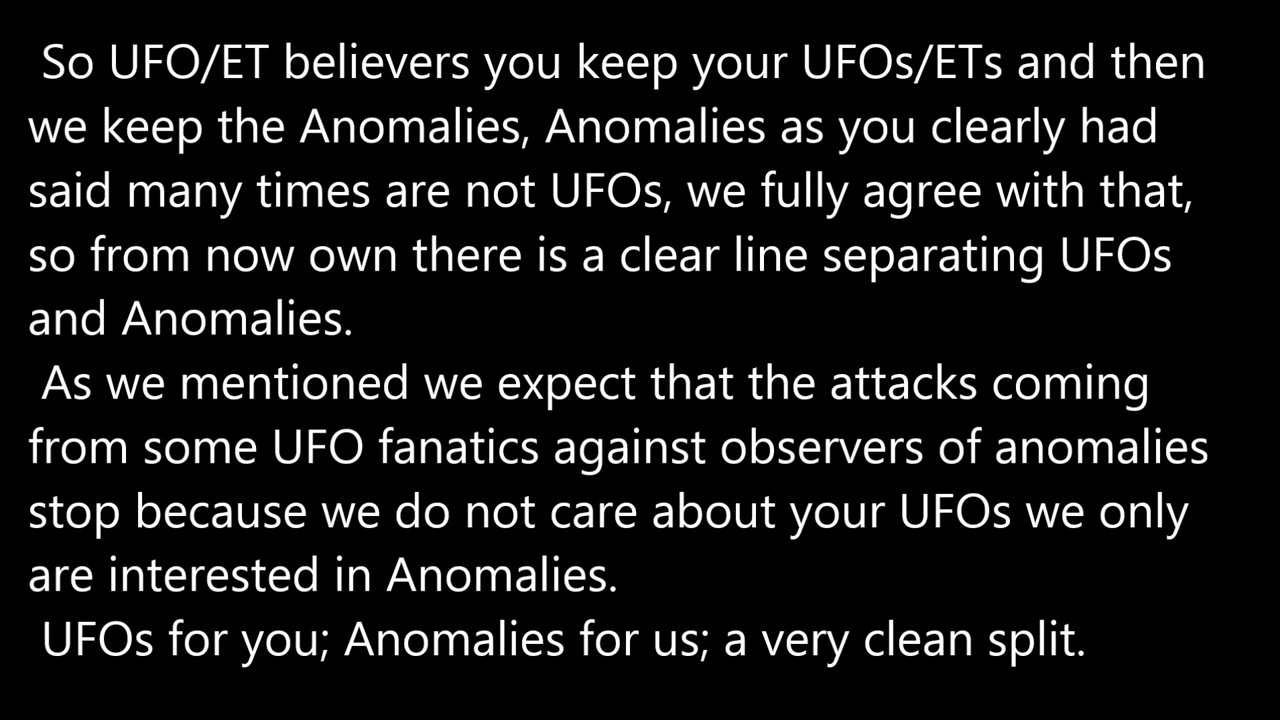 So UFO/ET believers you keep your UFOs/ETs and then
we keep the Anomalies, Anomalies as you clearly had
said many times are not UFOs, we fully agree with that,
so from now own there is a clear line separating UFOs
and Anomalies.
As we mentioned we expect that the attacks coming
from some UFO fanatics against observers of anomalies
stop because we do not care about your UFOs we only
are interested in Anomalies.
UFOs for you; Anomalies for us; a very clean split.